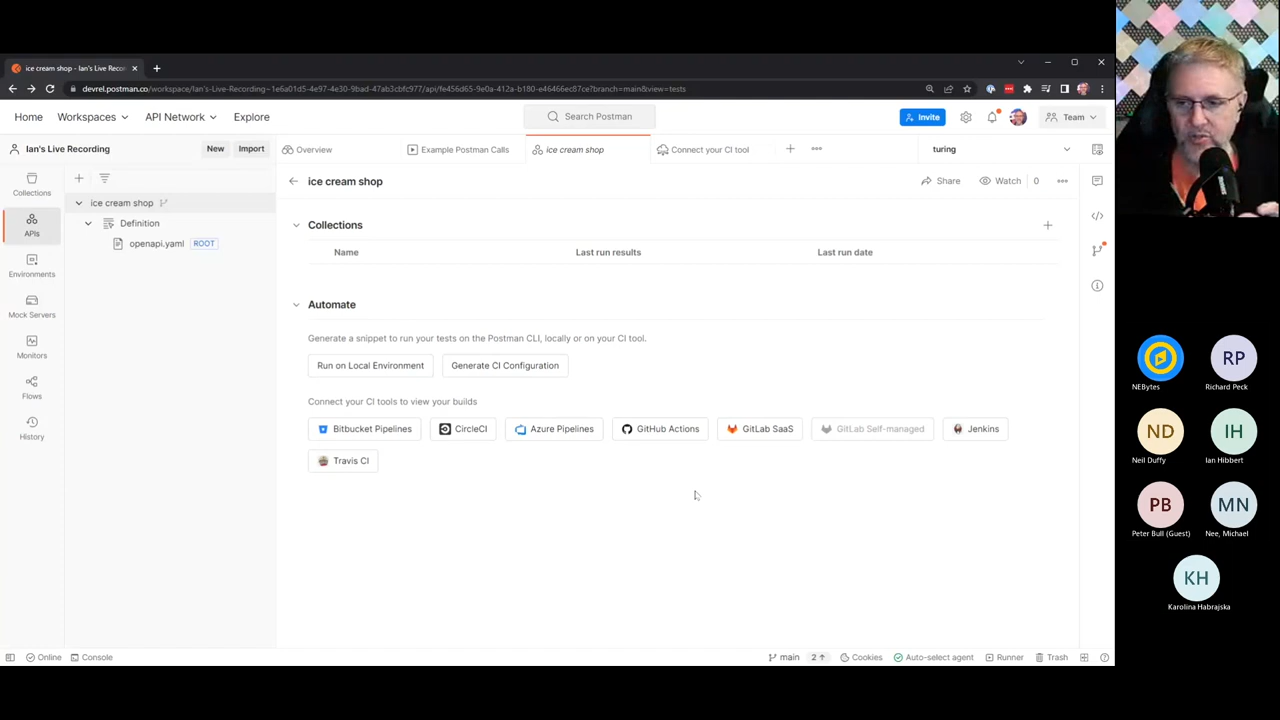 ice cream shop - Ian's Live Recor
devrel.postman.co/workspace/Ian's-Live-Recording~1e6a01d5-4e97-4e30-9bad-47ab3cbfc977/api/fe456d65-9e0a-412a-b180-e46466ec87ce?branch=main&view=tests
Home Workspaces API Network Explore Search Postman Invite Team
Ian's Live Recording New Import Overview Example Postman Calls ice cream shop Connect your CI tool turing
Collections
APIs
Environments
Mock Servers
Monitors
Flows
History
ice cream shop
Definition
openapi.yaml ROOT
ice cream shop Share Watch 0
Collections
Name Last run results Last run date
Automate
Generate a snippet to run your tests on the Postman CLI, locally or on your CI tool.
Run on Local Environment Generate CI Configuration
Connect your CI tools to view your builds
Bitbucket Pipelines CircleCI Azure Pipelines GitHub Actions GitLab SaaS GitLab Self-managed Jenkins
Travis CI
Online Console main 2 Cookies Auto-select agent Runner Trash
RP
NEBytes Richard Peck
ND IH
Neil Duffy Ian Hibbert
PB MN
Peter Bull (Guest) Nee, Michael
KH
Karolina Habrajska